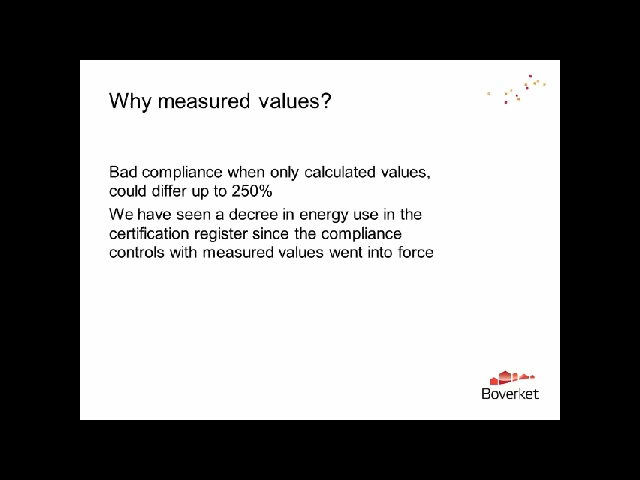 Why measured values?
Bad compliance when only calculated values,
could differ up to 250%
We have seen a decree in energy use in the
certification register since the compliance
controls with measured values went into force
Boverket